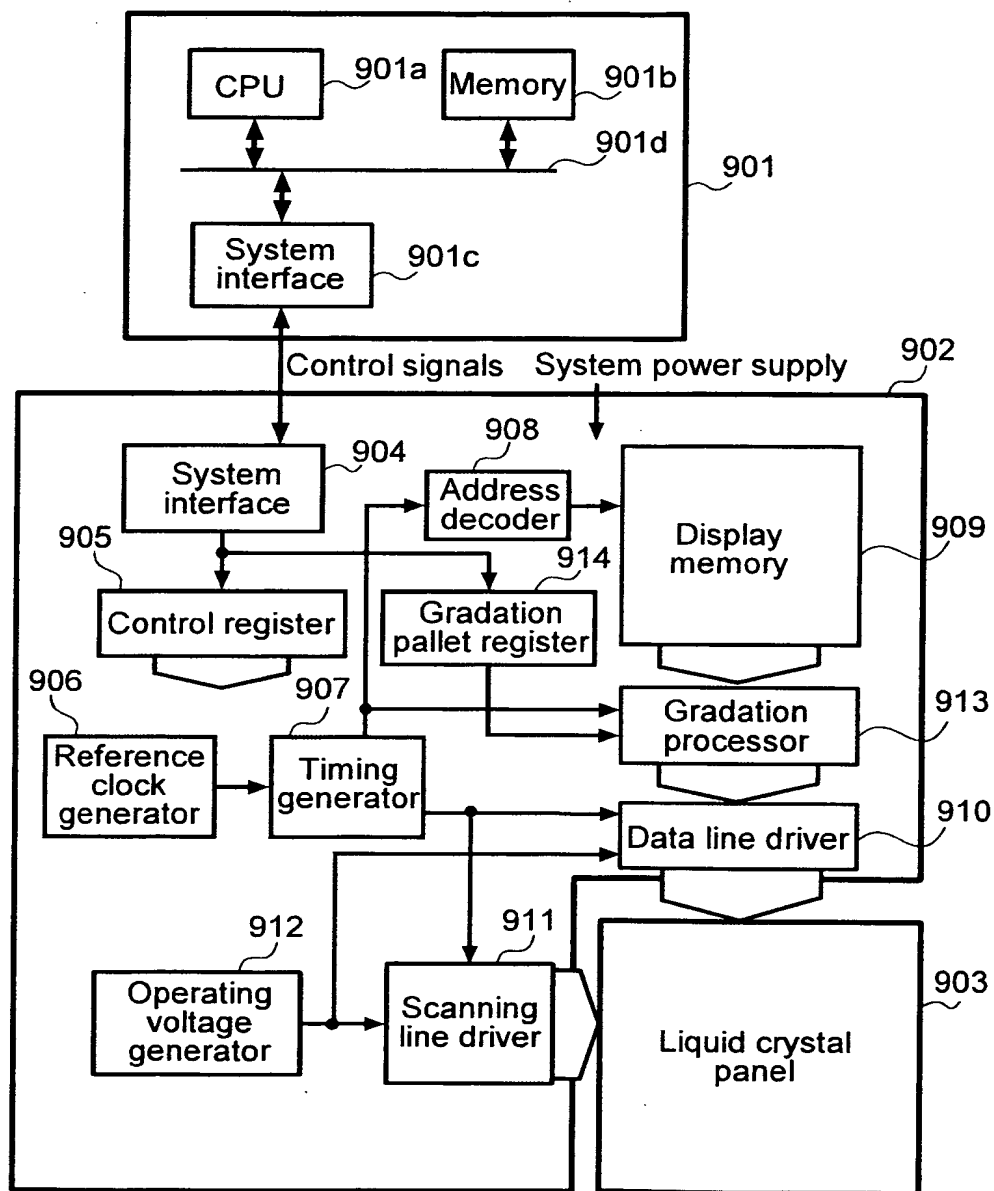 CPU
901a
Memory
901b
901d
901
System
interface
901c
Control signals
System power supply
902
904
System
interface
908
Address
decoder
Display
memory
909
905
Control register
914
Gradation
pallet register
906
Reference
clock
generator
907
Timing
generator
Gradation
processor
913
Data line driver
910
912
Operating
voltage
generator
911
Scanning
line driver
Liquid crystal
panel
903